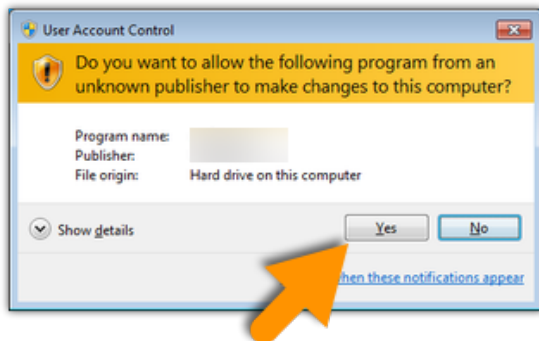 User Account Control
Do you want to allow the following program from an
unknown publisher to make changes to this computer?
Program name:
Publisher:
File origin: Hard drive on this computer
Show details
Yes No
when these notifications appear